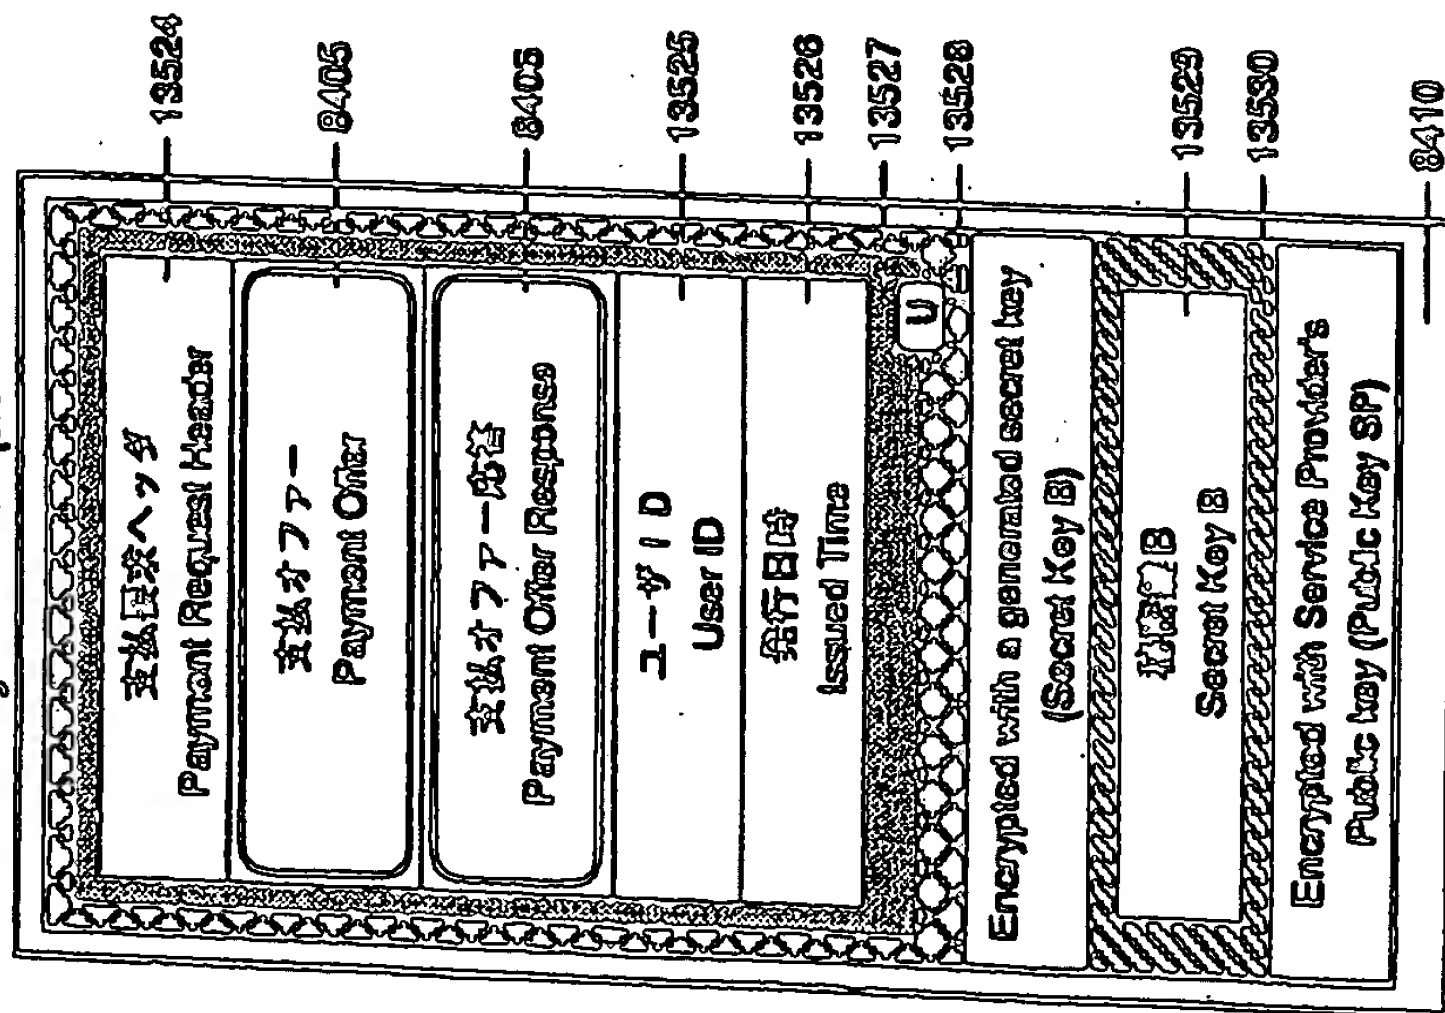 支払要求ヘッダ
Payment Request Header
13524
支払オファー
Payment Offer
8405
支払オファー応答
Payment Offer Response
8405
ユーザID
User ID
13525
発行日時
Issued Time
13526
U
13527
13528
Encrypted with a generated secret key
(Secret Key B)
秘密鍵B
Secret Key B
13529
13530
Encrypted with Service Provider's
Public key (Public Key SP)
8410